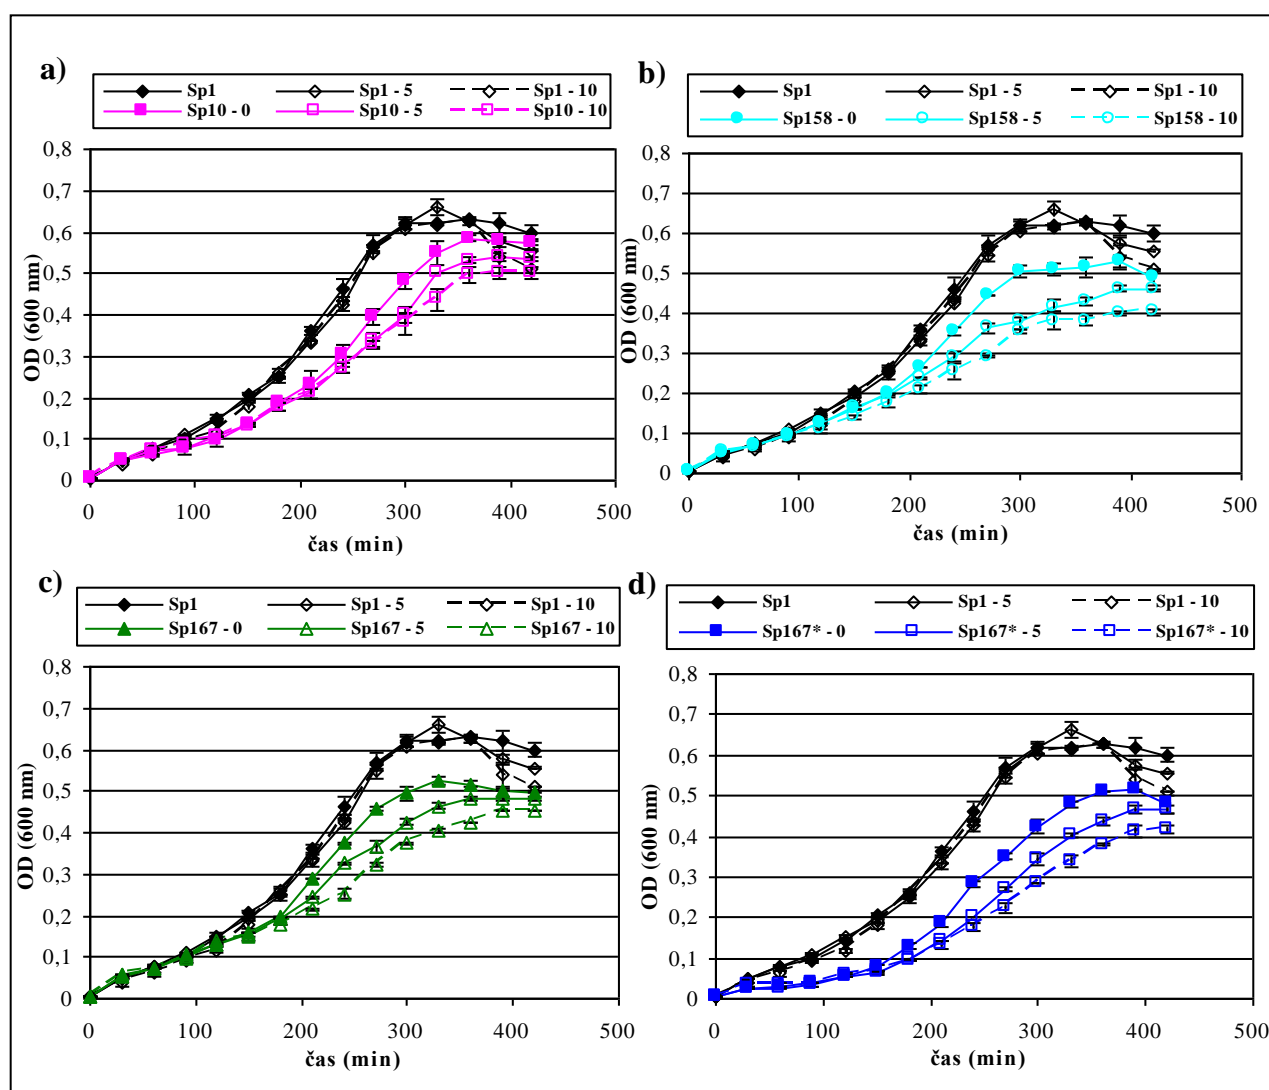 a)
Sp1 Sp1 - 5 Sp1 - 10
Sp10 - 0 Sp10 - 5 Sp10 - 10
0,8
0,7
0,6
0,5
0,4
0,3
0,2
0,1
0
OD (600 nm)
0 100 200 300 400 500
čas (min)
b)
Sp1 Sp1 - 5 Sp1 - 10
Sp158 - 0 Sp158 - 5 Sp158 - 10
0,8
0,7
0,6
0,5
0,4
0,3
0,2
0,1
0
OD (600 nm)
0 100 200 300 400 500
čas (min)
c)
Sp1 Sp1 - 5 Sp1 - 10
Sp167 - 0 Sp167 - 5 Sp167 - 10
0,8
0,7
0,6
0,5
0,4
0,3
0,2
0,1
0
OD (600 nm)
0 100 200 300 400 500
čas (min)
d)
Sp1 Sp1 - 5 Sp1 - 10
Sp167* - 0 Sp167* - 5 Sp167* - 10
0,8
0,7
0,6
0,5
0,4
0,3
0,2
0,1
0
OD (600 nm)
0 100 200 300 400 500
čas (min)